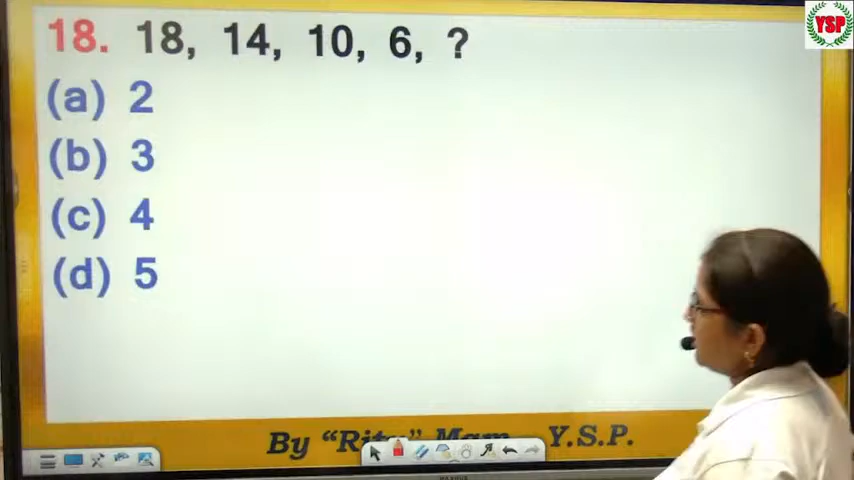 YSP
18. 18, 14, 10, 6, ?
(a) 2
(b) 3
(c) 4
(d) 5
By Y.S.P.